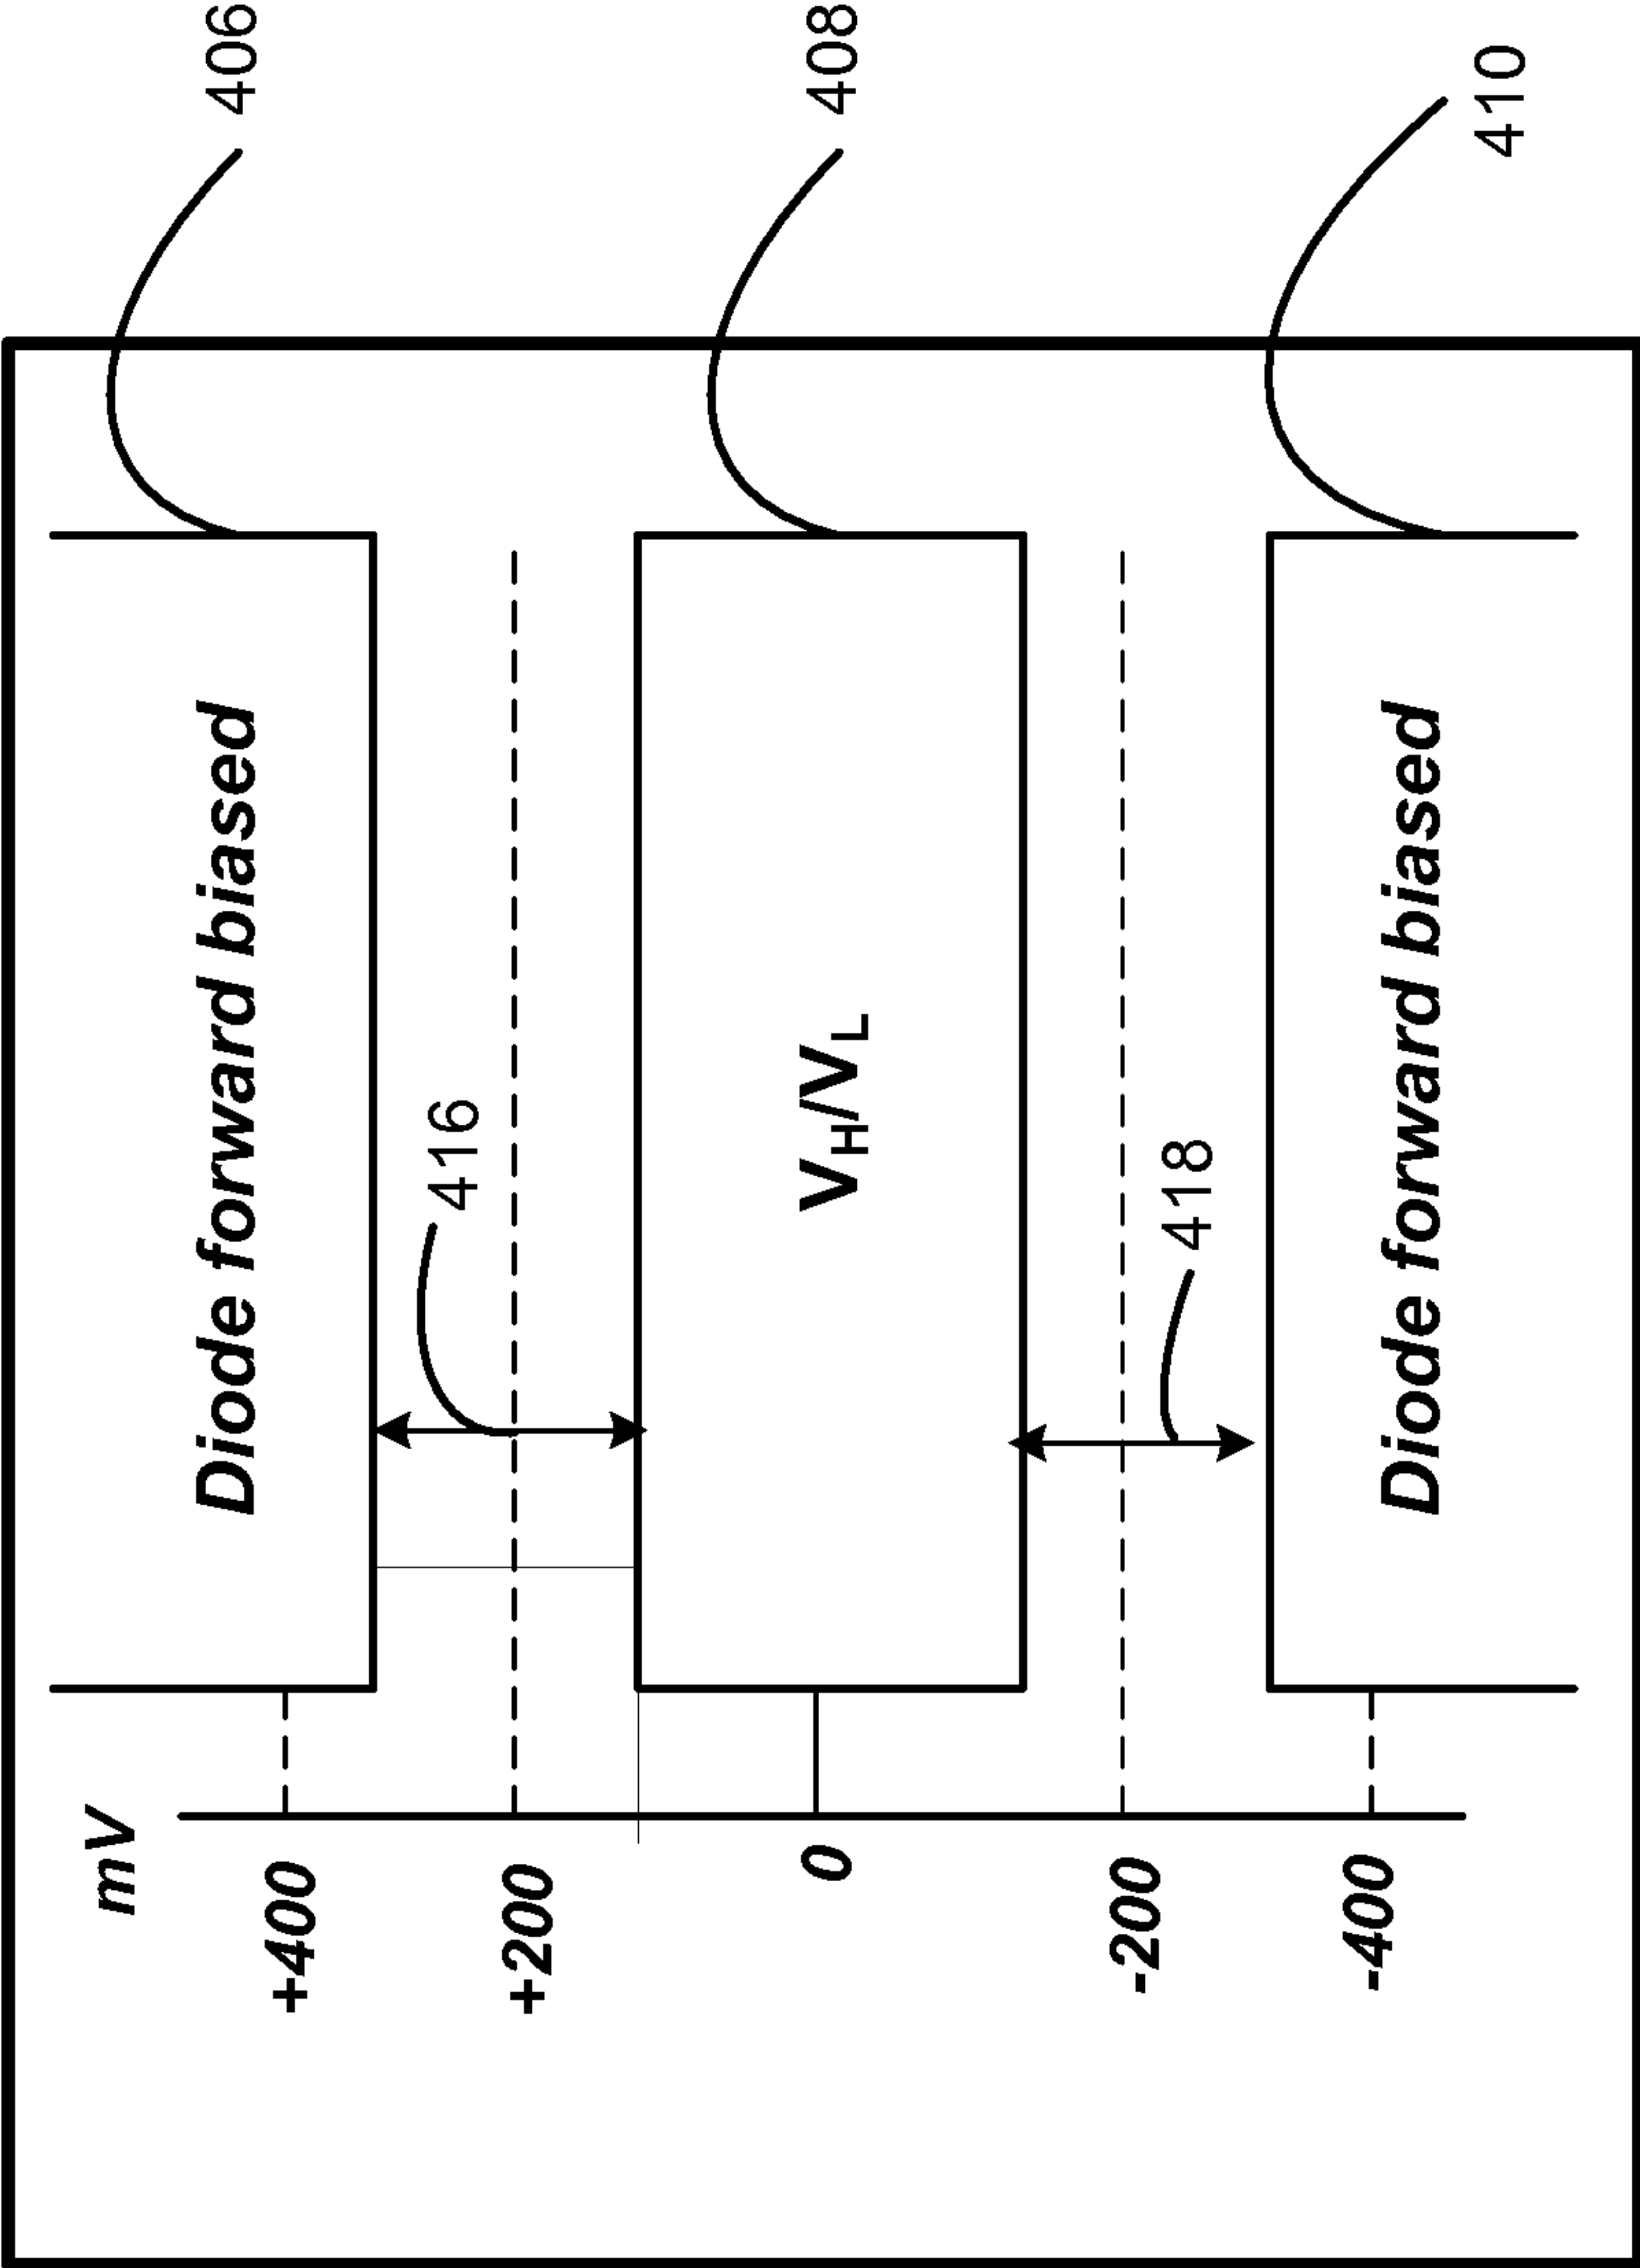 mV
+400
+200
0
-200
-400
Diode forward biased
416
VH/VL
418
Diode forward biased
406
408
410